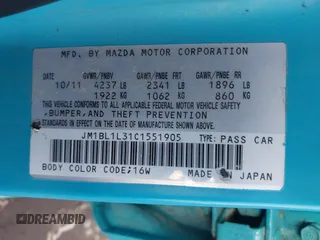 MFD. BY MAZDA MOTOR CORPORATION
10/11 GVWR/PNBV GAWR/PNBE FRT GAWR/PNBE RR
4237 LB 2341 LB 1896 LB
1922 KG 1062 KG 860 KG
THIS VEHICLE CONFORMS TO ALL APPLICABLE FEDERAL MOTOR
VEHICLE SAFETY
BUMPER, AND THEFT PREVENTION
STANDARDS IN EFFECT ON THE DATE OF MANUFACTURE SHOWN ABOVE.
JM1BL1L31C1551905 TYPE: PASS CAR
BODY COLOR CODE: 16W MADE IN JAPAN
DREAMBID